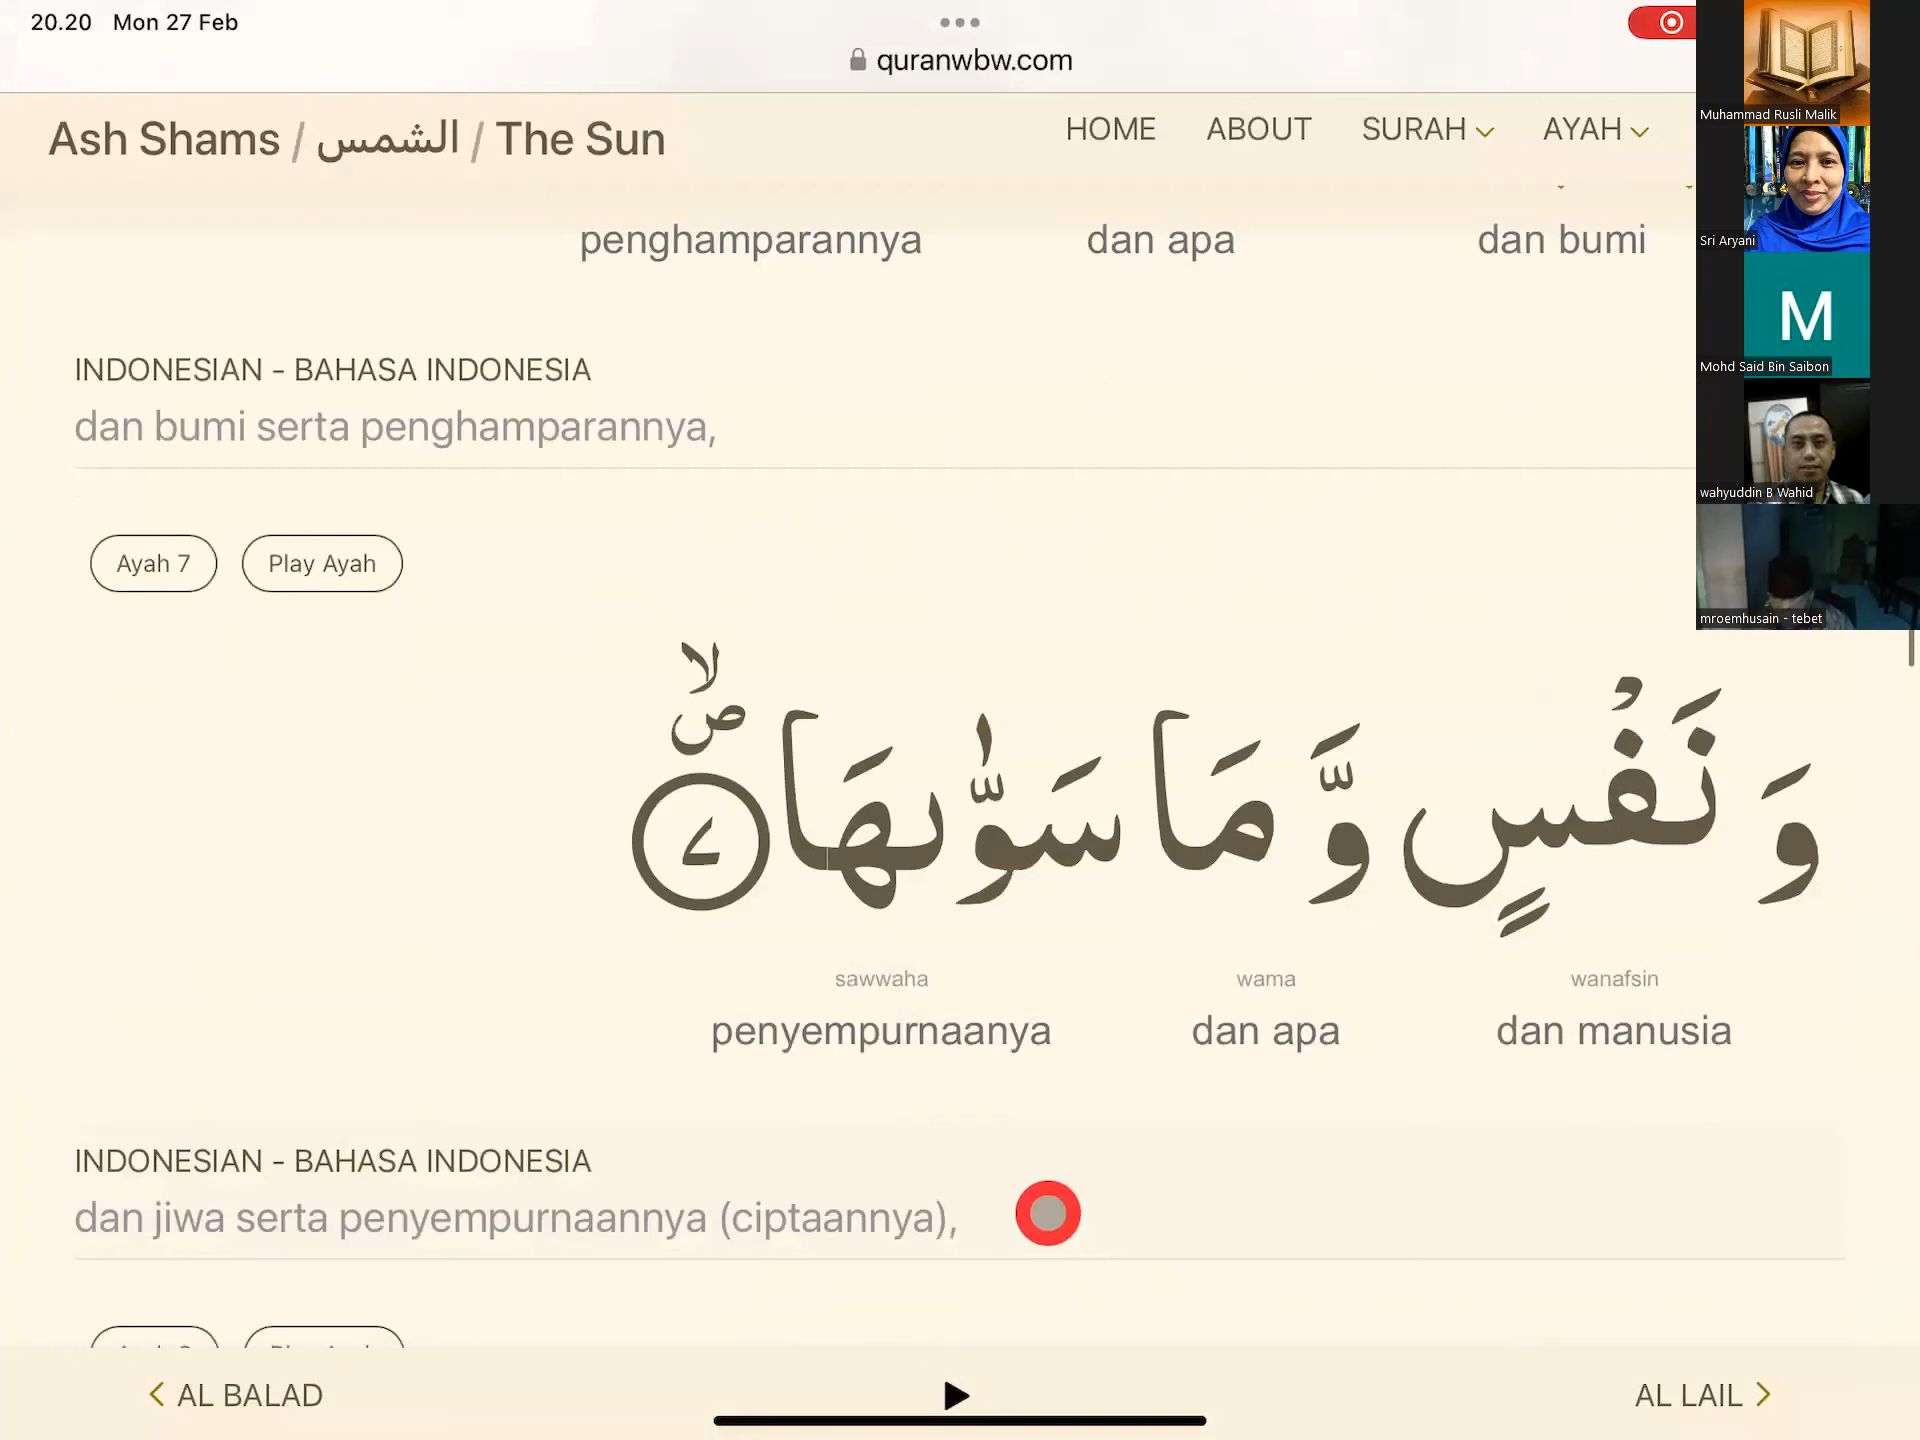 20.20 Mon 27 Feb
quranwbw.com
Ash Shams / الشمس / The Sun
HOME ABOUT SURAH AYAH
penghamparannya dan apa dan bumi
INDONESIAN - BAHASA INDONESIA
dan bumi serta penghamparannya,
Ayah 7 Play Ayah
وَنَفْسٍ وَّمَا سَوّٰىهَا ۙ ۖ ٧
sawwaha wama wanafsin
penyempurnaanya dan apa dan manusia
INDONESIAN - BAHASA INDONESIA
dan jiwa serta penyempurnaannya (ciptaannya),
AL BALAD
AL LAIL
Muhammad Rusli Malik
Sri Aryani
M
Mohd Said Bin Saibon
wahyuddin B Wahid
mroemhusain - tebet